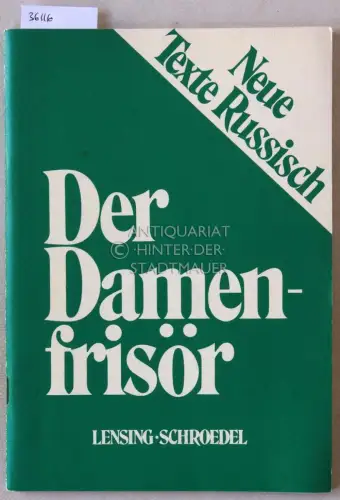 36116
Neue
Texte Russisch
Der
Damen-
frisör
LENSING·SCHROEDEL
ANTIQUARIAT
© ·HINTER·DER·
STADTMAUER